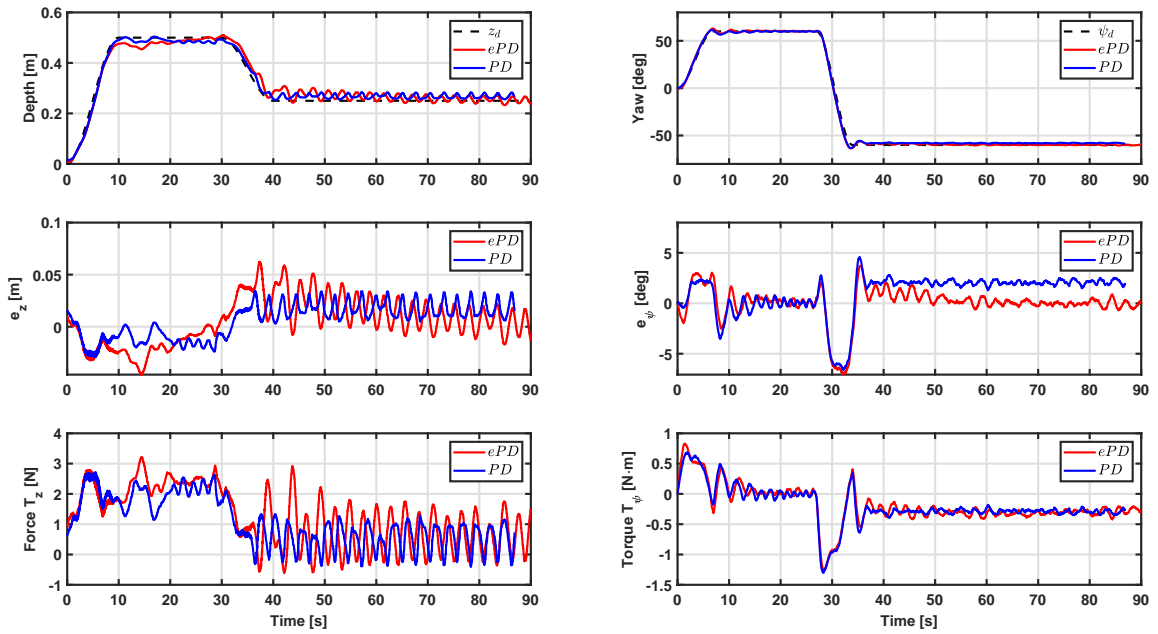 Depth [m]
0.6
0.4
0.2
0
0 10 20 30 40 50 60 70 80 90
z_d
ePD
PD
Yaw [deg]
50
0
-50
0 10 20 30 40 50 60 70 80 90
ψ_d
ePD
PD
e_z [m]
0.1
0.05
0
0 10 20 30 40 50 60 70 80 90
ePD
PD
e_ψ [deg]
5
0
-5
0 10 20 30 40 50 60 70 80 90
ePD
PD
Force T_z [N]
4
3
2
1
0
-1
0 10 20 30 40 50 60 70 80 90
Time [s]
ePD
PD
Torque T_ψ [N·m]
1
0.5
0
-0.5
-1
-1.5
0 10 20 30 40 50 60 70 80 90
Time [s]
ePD
PD